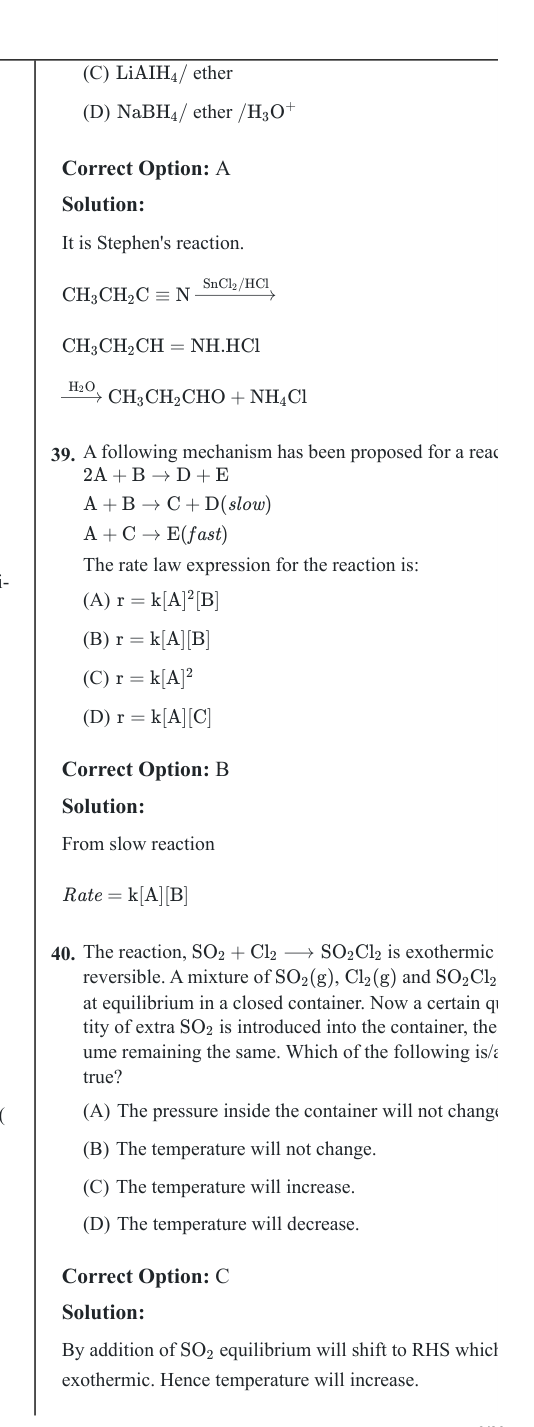 (C) LiAIH₄/ ether
(D) NaBH₄/ ether /H₃O⁺
Correct Option: A
Solution:
It is Stephen's reaction.
CH₃CH₂C ≡ N —SnCl₂/HCl→
CH₃CH₂CH = NH.HCl
—H₂O→ CH₃CH₂CHO + NH₄Cl
39. A following mechanism has been proposed for a reac
2A + B → D + E
A + B → C + D(slow)
A + C → E(fast)
The rate law expression for the reaction is:
i-
(A) r = k[A]²[B]
(B) r = k[A][B]
(C) r = k[A]²
(D) r = k[A][C]
Correct Option: B
Solution:
From slow reaction
Rate = k[A][B]
40. The reaction, SO₂ + Cl₂ ⟶ SO₂Cl₂ is exothermic
reversible. A mixture of SO₂(g), Cl₂(g) and SO₂Cl₂
at equilibrium in a closed container. Now a certain qu
tity of extra SO₂ is introduced into the container, the
ume remaining the same. Which of the following is/a
true?
(
(A) The pressure inside the container will not change
(B) The temperature will not change.
(C) The temperature will increase.
(D) The temperature will decrease.
Correct Option: C
Solution:
By addition of SO₂ equilibrium will shift to RHS which
exothermic. Hence temperature will increase.